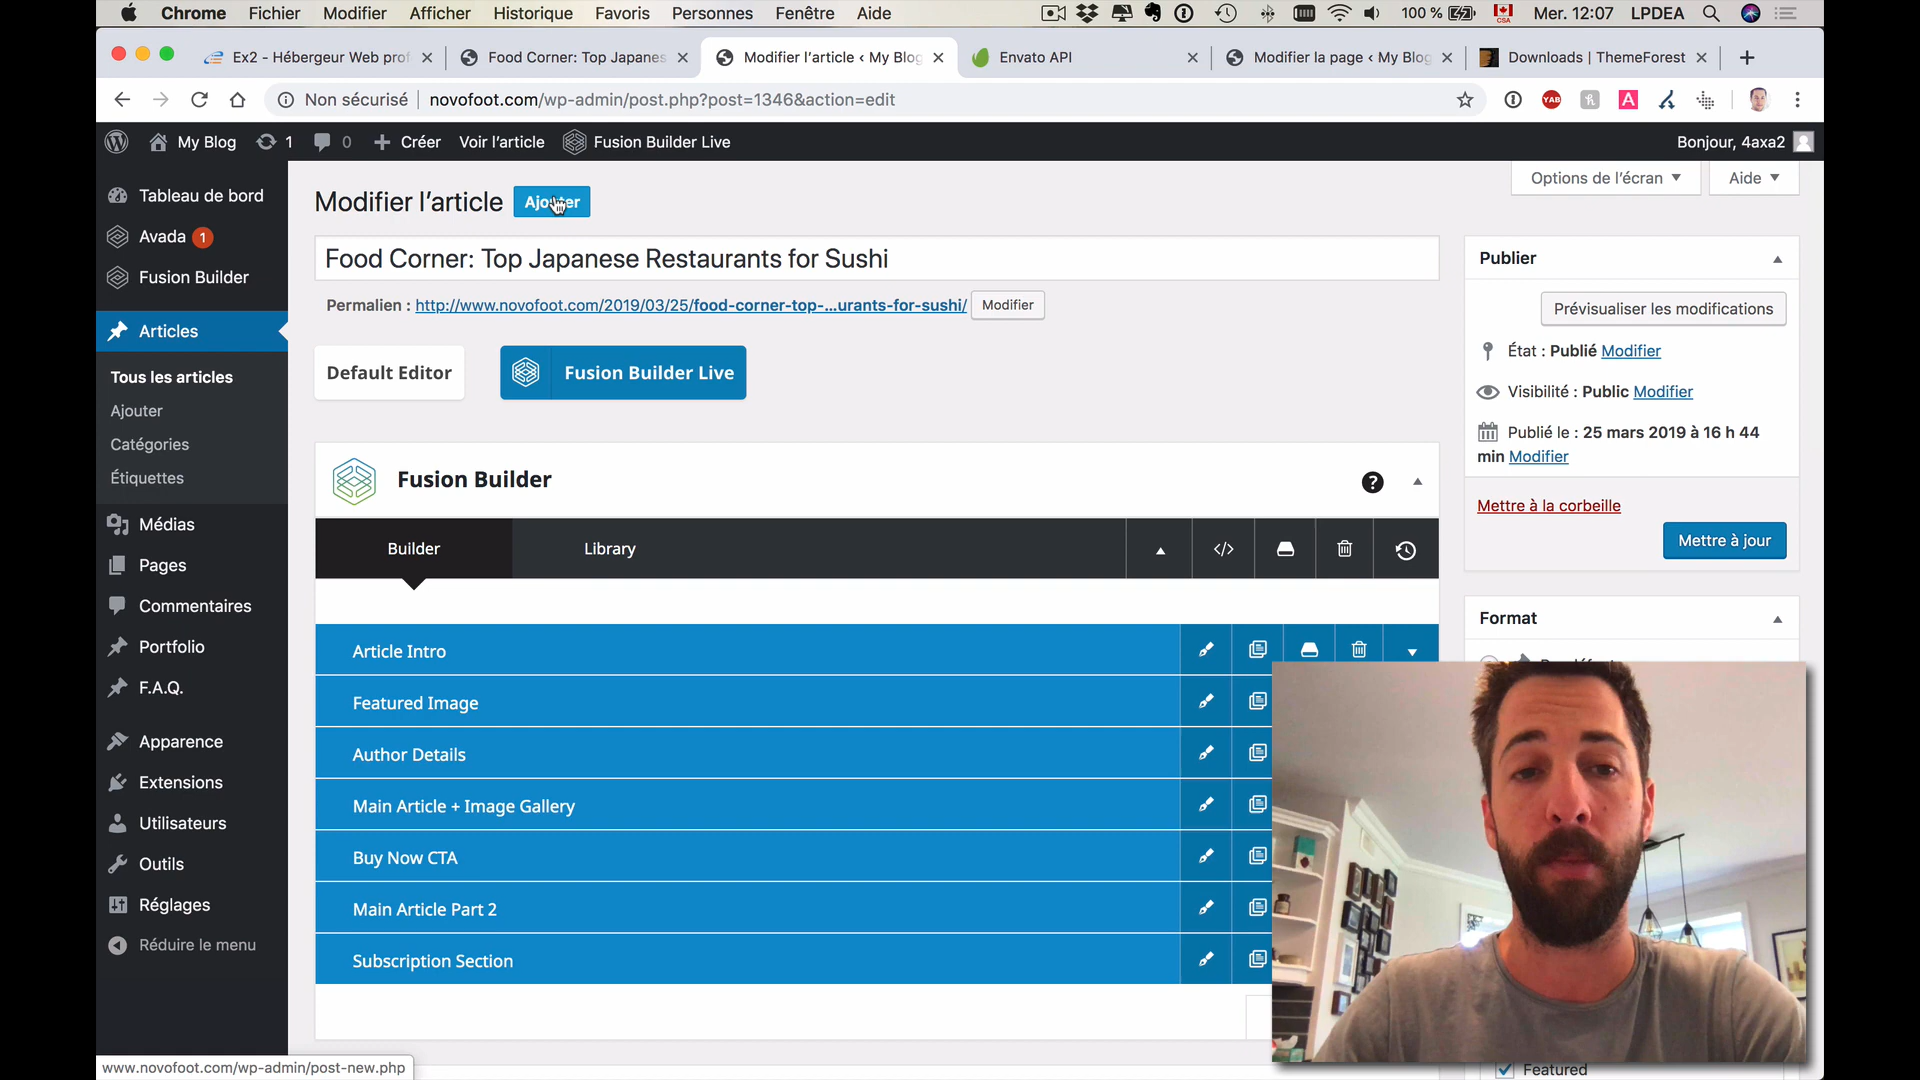 Chrome Fichier Modifier Afficher Historique Favoris Personnes Fenêtre Aide 100 % CSA Mer. 12:07 LPDEA
Ex2 - Hébergeur Web prof
Food Corner: Top Japanes
Modifier l'article ‹ My Blog
Envato API
Modifier la page ‹ My Blog
Downloads | ThemeForest
Non sécurisé novofoot.com/wp-admin/post.php?post=1346&action=edit YAB A
My Blog 1 0 Créer Voir l'article Fusion Builder Live Bonjour, 4axa2
Options de l'écran Aide
Tableau de bord
Avada 1
Fusion Builder
Articles
Tous les articles
Ajouter
Catégories
Étiquettes
Médias
Pages
Commentaires
Portfolio
F.A.Q.
Apparence
Extensions
Utilisateurs
Outils
Réglages
Réduire le menu
Modifier l'article Ajouter
Food Corner: Top Japanese Restaurants for Sushi
Permalien : http://www.novofoot.com/2019/03/25/food-corner-top-...urants-for-sushi/ Modifier
Default Editor Fusion Builder Live
Fusion Builder ?
Builder Library </>
Article Intro
Featured Image
Author Details
Main Article + Image Gallery
Buy Now CTA
Main Article Part 2
Subscription Section
Publier
Prévisualiser les modifications
État : Publié Modifier
Visibilité : Public Modifier
Publié le : 25 mars 2019 à 16 h 44
min Modifier
Mettre à la corbeille
Mettre à jour
Format
Featured
www.novofoot.com/wp-admin/post-new.php